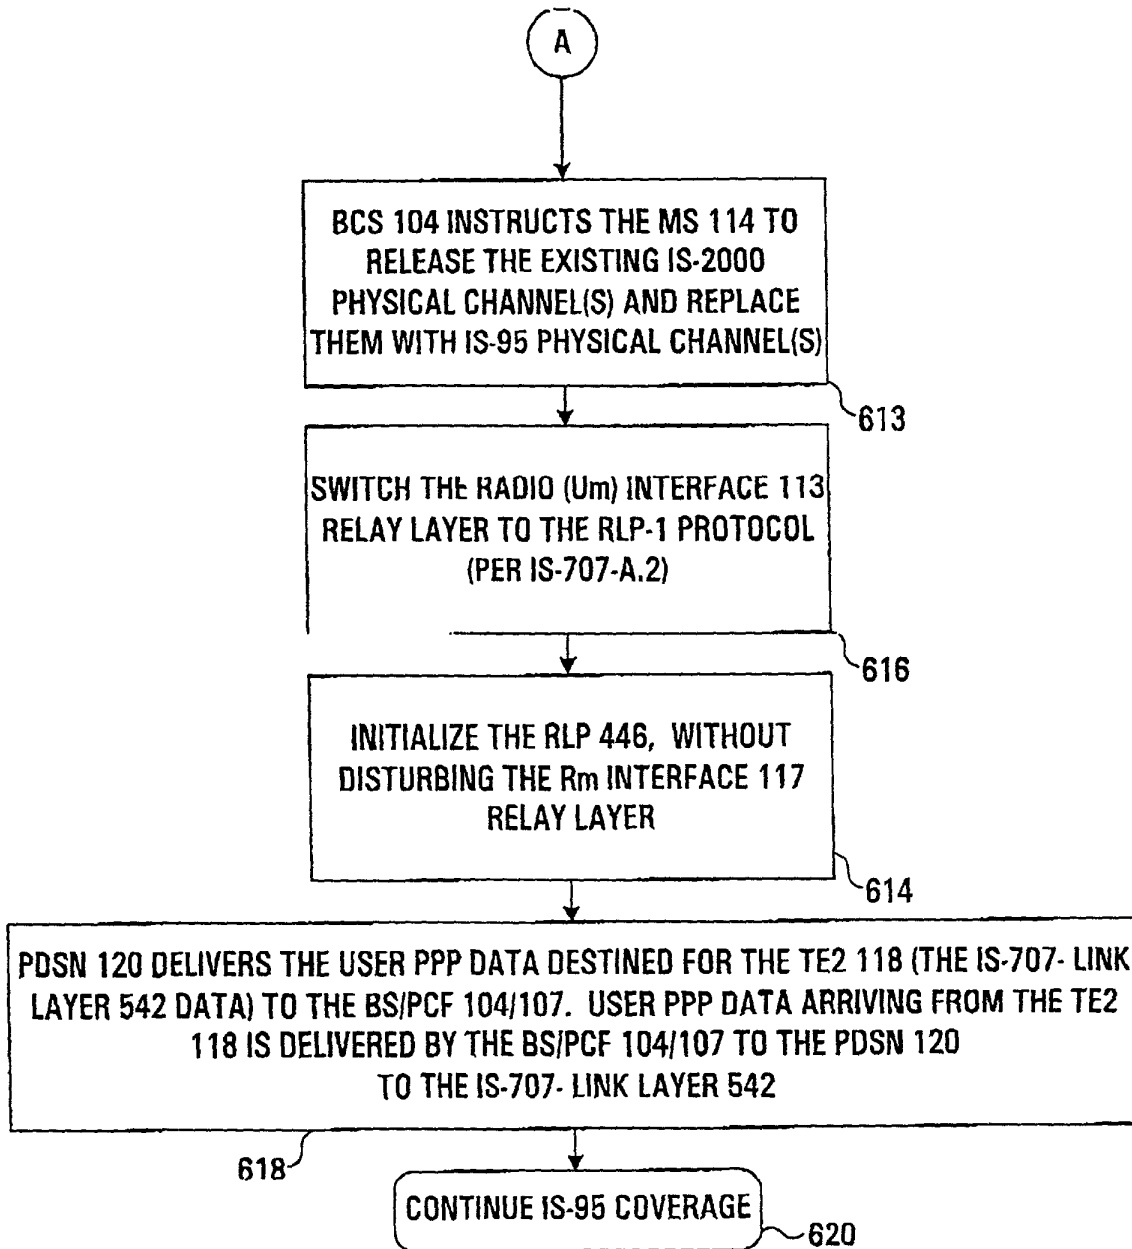 A
BCS 104 INSTRUCTS THE MS 114 TO
RELEASE THE EXISTING IS-2000
PHYSICAL CHANNEL(S) AND REPLACE
THEM WITH IS-95 PHYSICAL CHANNEL(S)
613
SWITCH THE RADIO (Um) INTERFACE 113
RELAY LAYER TO THE RLP-1 PROTOCOL
(PER IS-707-A.2)
616
INITIALIZE THE RLP 446, WITHOUT
DISTURBING THE Rm INTERFACE 117
RELAY LAYER
614
PDSN 120 DELIVERS THE USER PPP DATA DESTINED FOR THE TE2 118 (THE IS-707- LINK
LAYER 542 DATA) TO THE BS/PCF 104/107. USER PPP DATA ARRIVING FROM THE TE2
118 IS DELIVERED BY THE BS/PCF 104/107 TO THE PDSN 120
TO THE IS-707- LINK LAYER 542
618
CONTINUE IS-95 COVERAGE
620